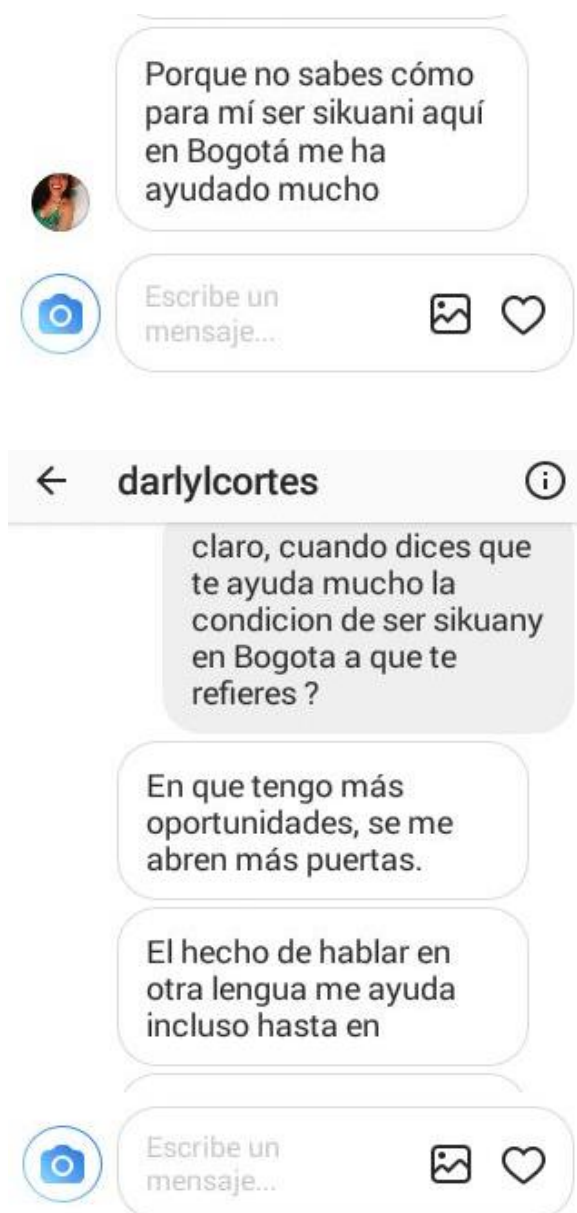 Porque no sabes cómo
para mí ser sikuani aquí
en Bogotá me ha
ayudado mucho
Escribe un
mensaje...
darlylcortes
claro, cuando dices que
te ayuda mucho la
condicion de ser sikuany
en Bogota a que te
refieres ?
En que tengo más
oportunidades, se me
abren más puertas.
El hecho de hablar en
otra lengua me ayuda
incluso hasta en
Escribe un
mensaje...